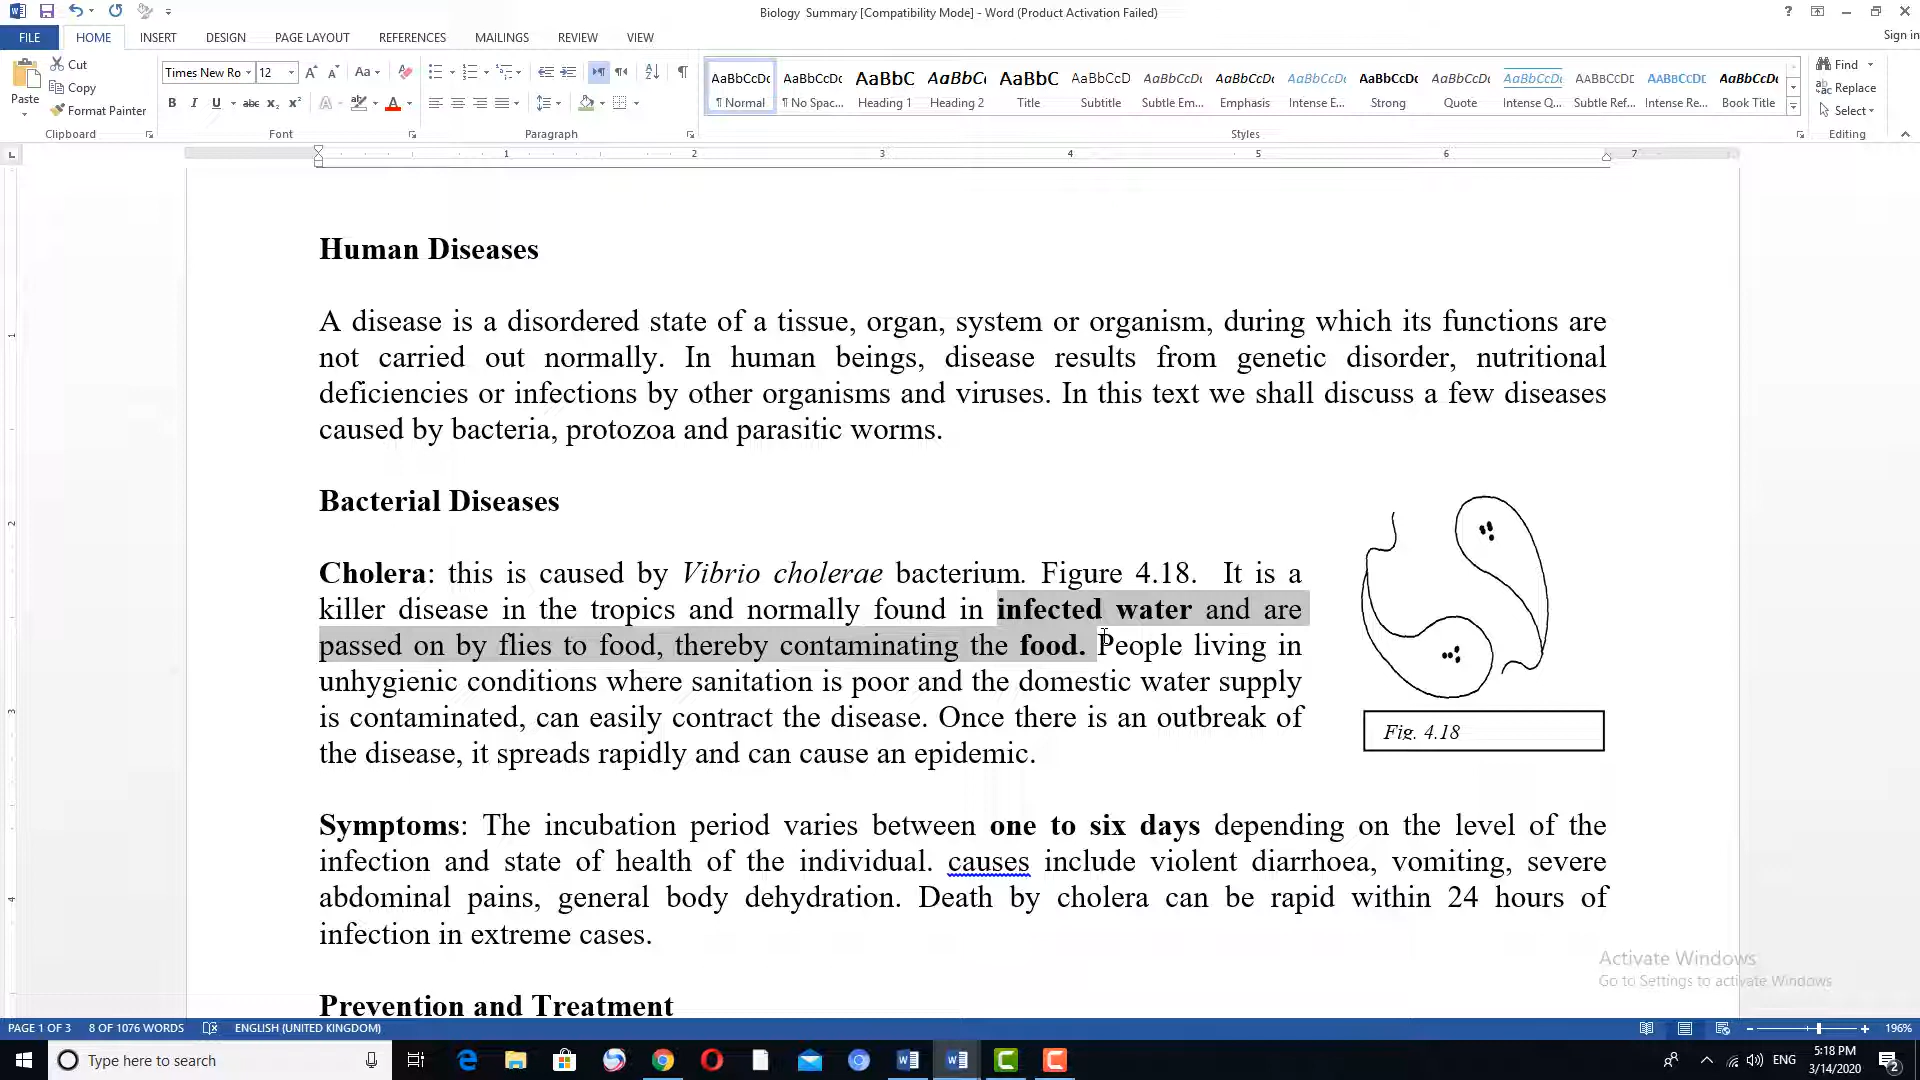 Biology Summary [Compatibility Mode] - Word (Product Activation Failed)
FILE HOME INSERT DESIGN PAGE LAYOUT REFERENCES MAILINGS REVIEW VIEW Sign in
Paste
Cut
Copy
Format Painter
Clipboard
Times New Ro 12
Font
Paragraph
AaBbCcDc AaBbCcDc AaBbC AaBbCc AaBbC AaBbCcD AaBbCcDc AaBbCcDc AaBbCcDc AaBbCcDc AaBbCcDc AaBbCcDc AABBCCDC AABBCCDC AaBbCcDc
¶ Normal ¶ No Spac... Heading 1 Heading 2 Title Subtitle Subtle Em... Emphasis Intense E... Strong Quote Intense Q... Subtle Ref... Intense Re... Book Title
Styles
Find
Replace
Select
Editing
1 2 3 4 5 6 7
Human Diseases
A disease is a disordered state of a tissue, organ, system or organism, during which its functions are
not carried out normally. In human beings, disease results from genetic disorder, nutritional
deficiencies or infections by other organisms and viruses. In this text we shall discuss a few diseases
caused by bacteria, protozoa and parasitic worms.
Bacterial Diseases
Cholera: this is caused by Vibrio cholerae bacterium. Figure 4.18. It is a
killer disease in the tropics and normally found in infected water and are
passed on by flies to food, thereby contaminating the food. People living in
unhygienic conditions where sanitation is poor and the domestic water supply
is contaminated, can easily contract the disease. Once there is an outbreak of
the disease, it spreads rapidly and can cause an epidemic.
Fig. 4.18
Symptoms: The incubation period varies between one to six days depending on the level of the
infection and state of health of the individual. causes include violent diarrhoea, vomiting, severe
abdominal pains, general body dehydration. Death by cholera can be rapid within 24 hours of
infection in extreme cases.
Prevention and Treatment
Activate Windows
Go to Settings to activate Windows
PAGE 1 OF 3 8 OF 1076 WORDS ENGLISH (UNITED KINGDOM) 196%
Type here to search
ENG
5:18 PM
3/14/2020
2